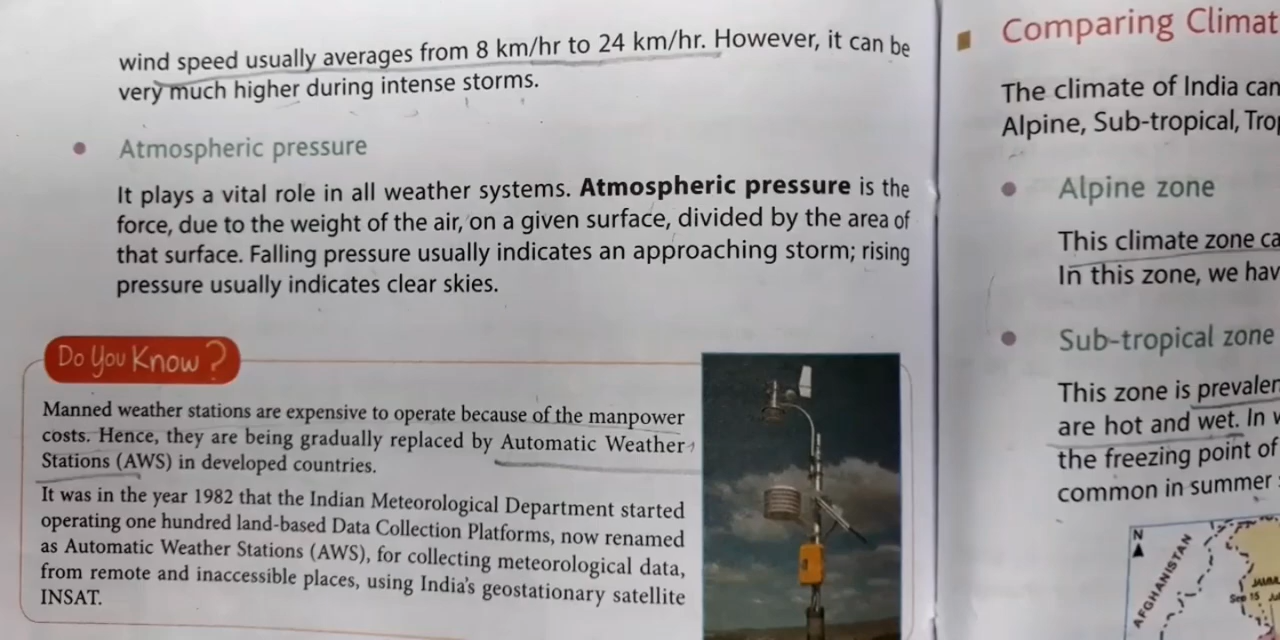 wind speed usually averages from 8 km/hr to 24 km/hr. However, it can be
very much higher during intense storms.
Atmospheric pressure
It plays a vital role in all weather systems. Atmospheric pressure is the
force, due to the weight of the air, on a given surface, divided by the area of
that surface. Falling pressure usually indicates an approaching storm; rising
pressure usually indicates clear skies.
Do You Know?
Manned weather stations are expensive to operate because of the manpower
costs. Hence, they are being gradually replaced by Automatic Weather
Stations (AWS) in developed countries.
It was in the year 1982 that the Indian Meteorological Department started
operating one hundred land-based Data Collection Platforms, now renamed
as Automatic Weather Stations (AWS), for collecting meteorological data,
from remote and inaccessible places, using India's geostationary satellite
INSAT.
Comparing Climat
The climate of India can
Alpine, Sub-tropical, Trop
Alpine zone
This climate zone ca
In this zone, we hav
Sub-tropical zone
This zone is prevalen
are hot and wet. In w
the freezing point of
common in summer
N
AFGHANISTAN
JAMM